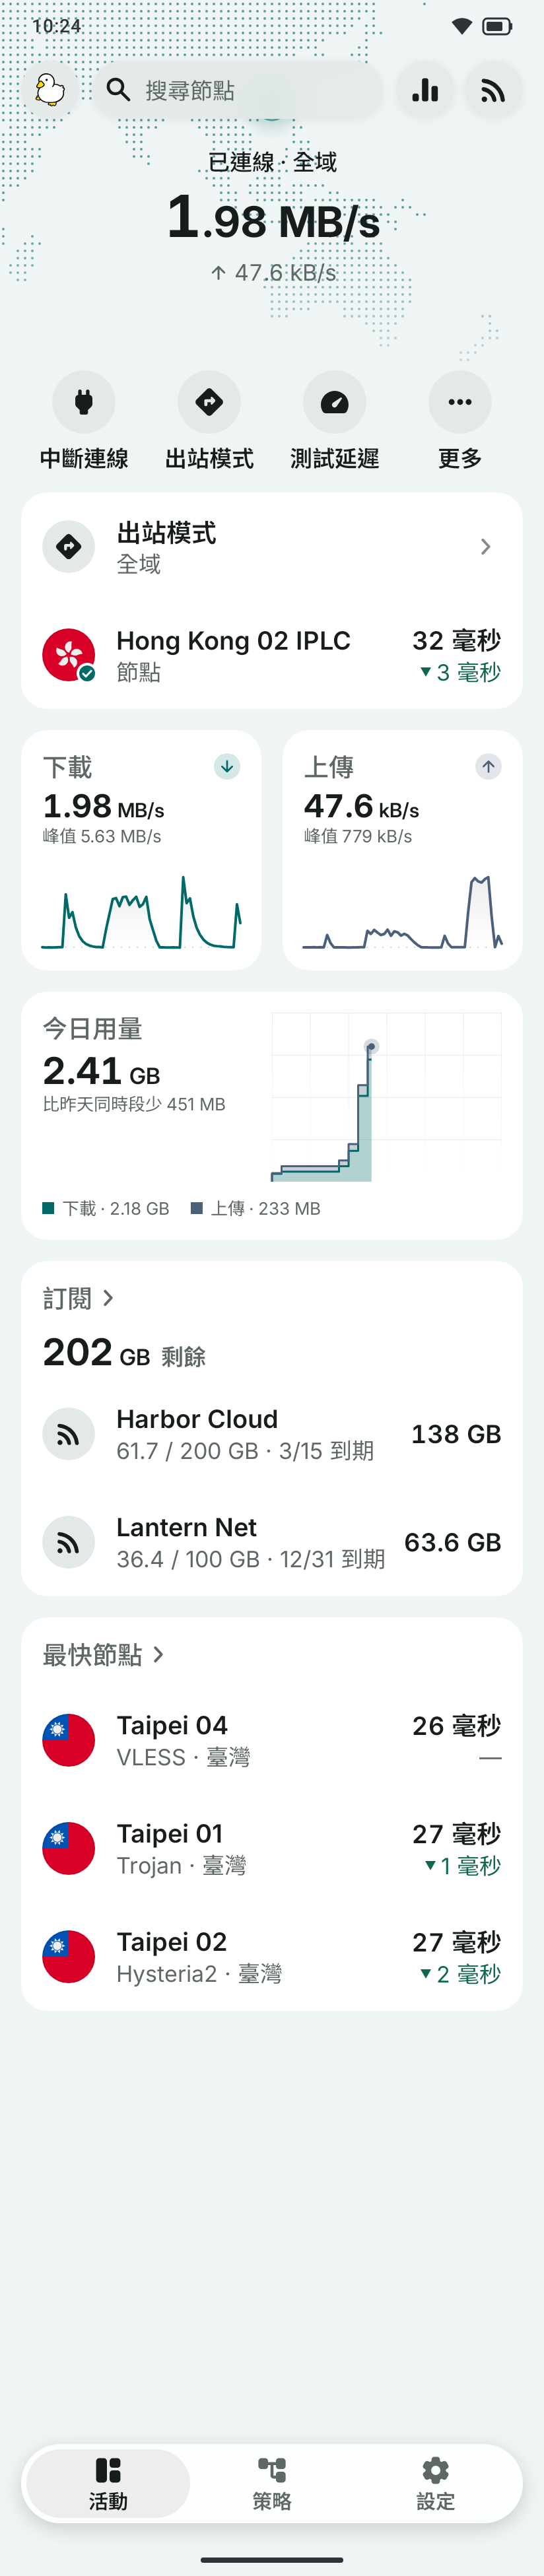 10:24
搜尋節點
已連線 · 全域
1.98 MB/s
↑ 47.6 kB/s
中斷連線 出站模式 測試延遲 更多
出站模式
全域
Hong Kong 02 IPLC 32 毫秒
節點 ▼3 毫秒
下載
1.98 MB/s
峰值 5.63 MB/s
上傳
47.6 kB/s
峰值 779 kB/s
今日用量
2.41 GB
比昨天同時段少 451 MB
下載 · 2.18 GB 上傳 · 233 MB
訂閱
202 GB 剩餘
Harbor Cloud 138 GB
61.7 / 200 GB · 3/15 到期
Lantern Net 63.6 GB
36.4 / 100 GB · 12/31 到期
最快節點
Taipei 04 26 毫秒
VLESS · 臺灣 —
Taipei 01 27 毫秒
Trojan · 臺灣 ▼1 毫秒
Taipei 02 27 毫秒
Hysteria2 · 臺灣 ▼2 毫秒
活動 策略 設定